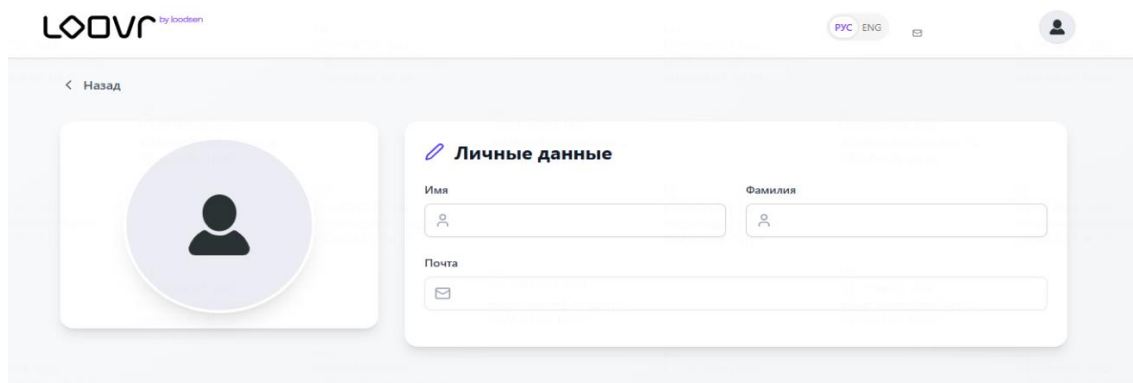 LOOVr by loodsen
РУС ENG
Назад
Личные данные
Имя Фамилия
Почта